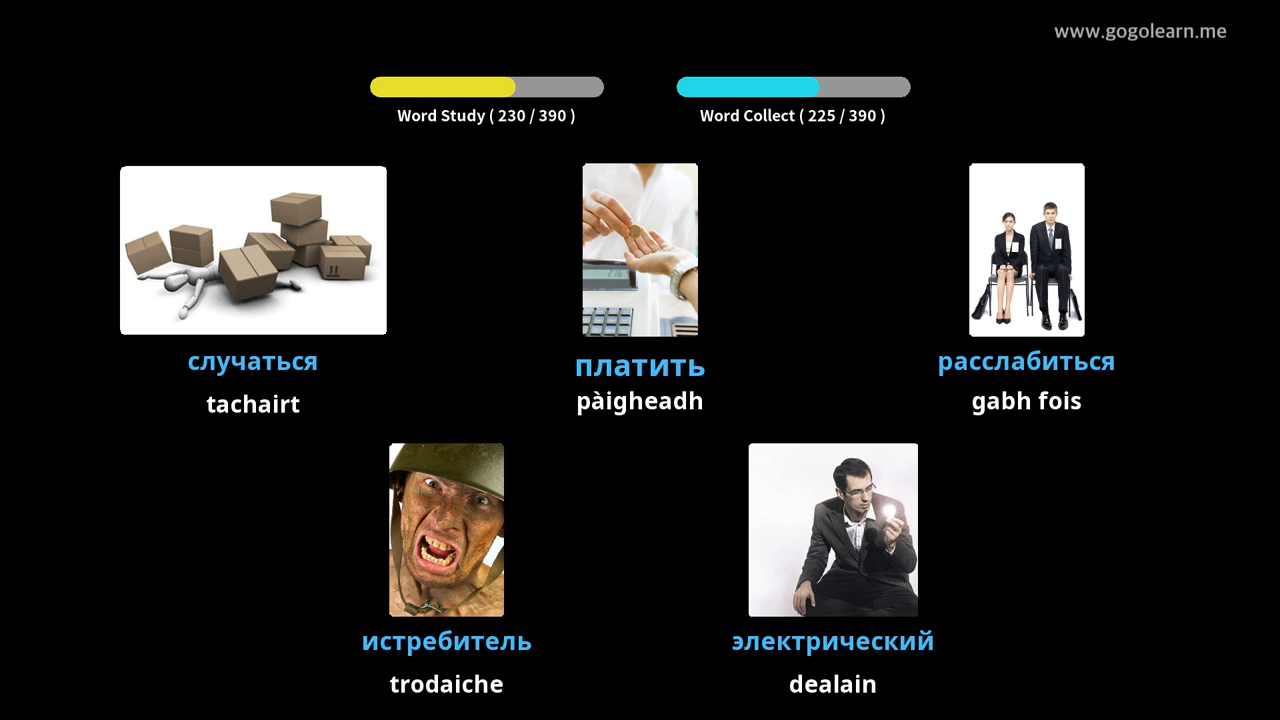 www.gogolearn.me
Word Study ( 230 / 390 )
Word Collect ( 225 / 390 )
случаться
tachairt
платить
pàigheadh
расслабиться
gabh fois
истребитель
trodaiche
электрический
dealain